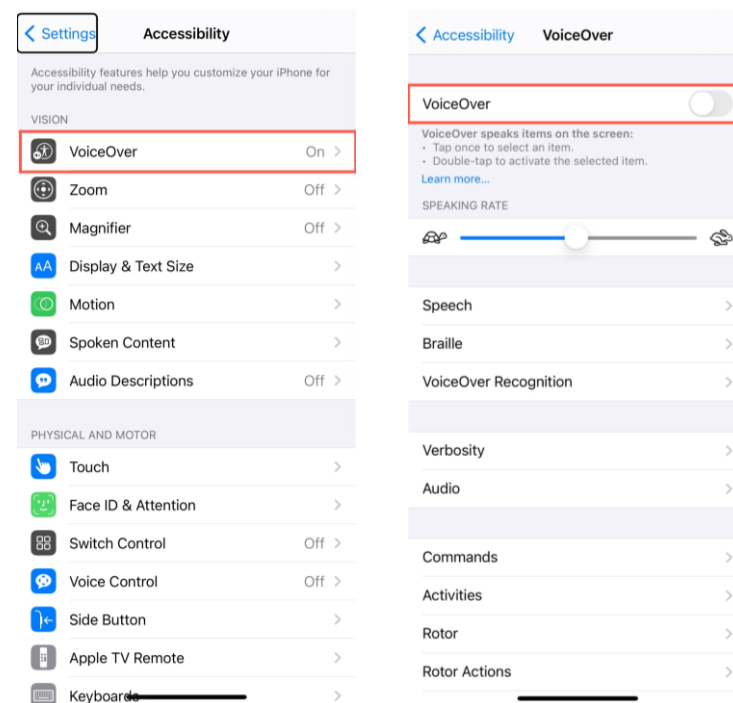 Settings
Accessibility
Accessibility features help you customize your iPhone for
your individual needs.
VISION
VoiceOver On
Zoom Off
Magnifier Off
AA Display & Text Size
Motion
Spoken Content
Audio Descriptions Off
PHYSICAL AND MOTOR
Touch
Face ID & Attention
Switch Control Off
Voice Control Off
Side Button
Apple TV Remote
Keyboards
Accessibility
VoiceOver
VoiceOver
VoiceOver speaks items on the screen:
• Tap once to select an item.
• Double-tap to activate the selected item.
Learn more...
SPEAKING RATE
Speech
Braille
VoiceOver Recognition
Verbosity
Audio
Commands
Activities
Rotor
Rotor Actions